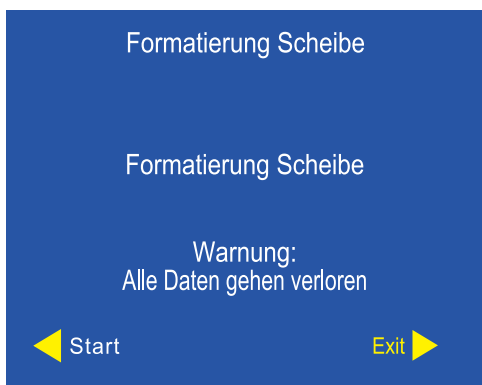 Formatierung Scheibe
Formatierung Scheibe
Warnung:
Alle Daten gehen verloren
Start
Exit